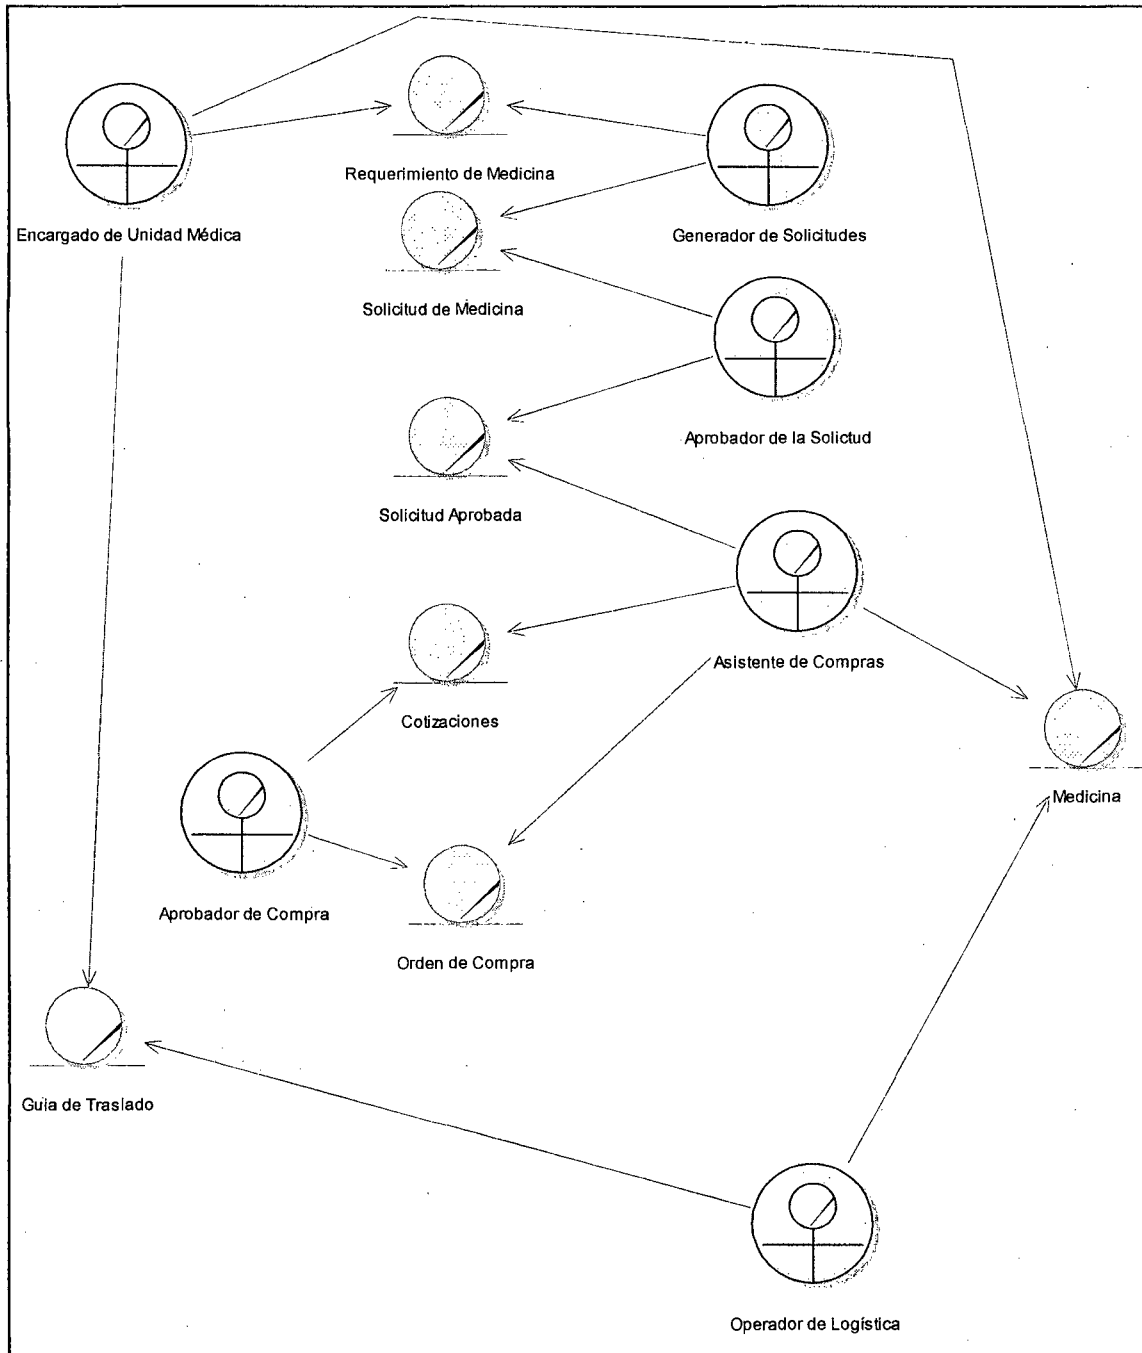 Requerimiento de Medicina
Encargado de Unidad Médica
Generador de Solicitudes
Solicitud de Medicina
Aprobador de la Solictud
Solicitud Aprobada
Asistente de Compras
Cotizaciones
Medicina
Aprobador de Compra
Orden de Compra
Guia de Traslado
Operador de Logística